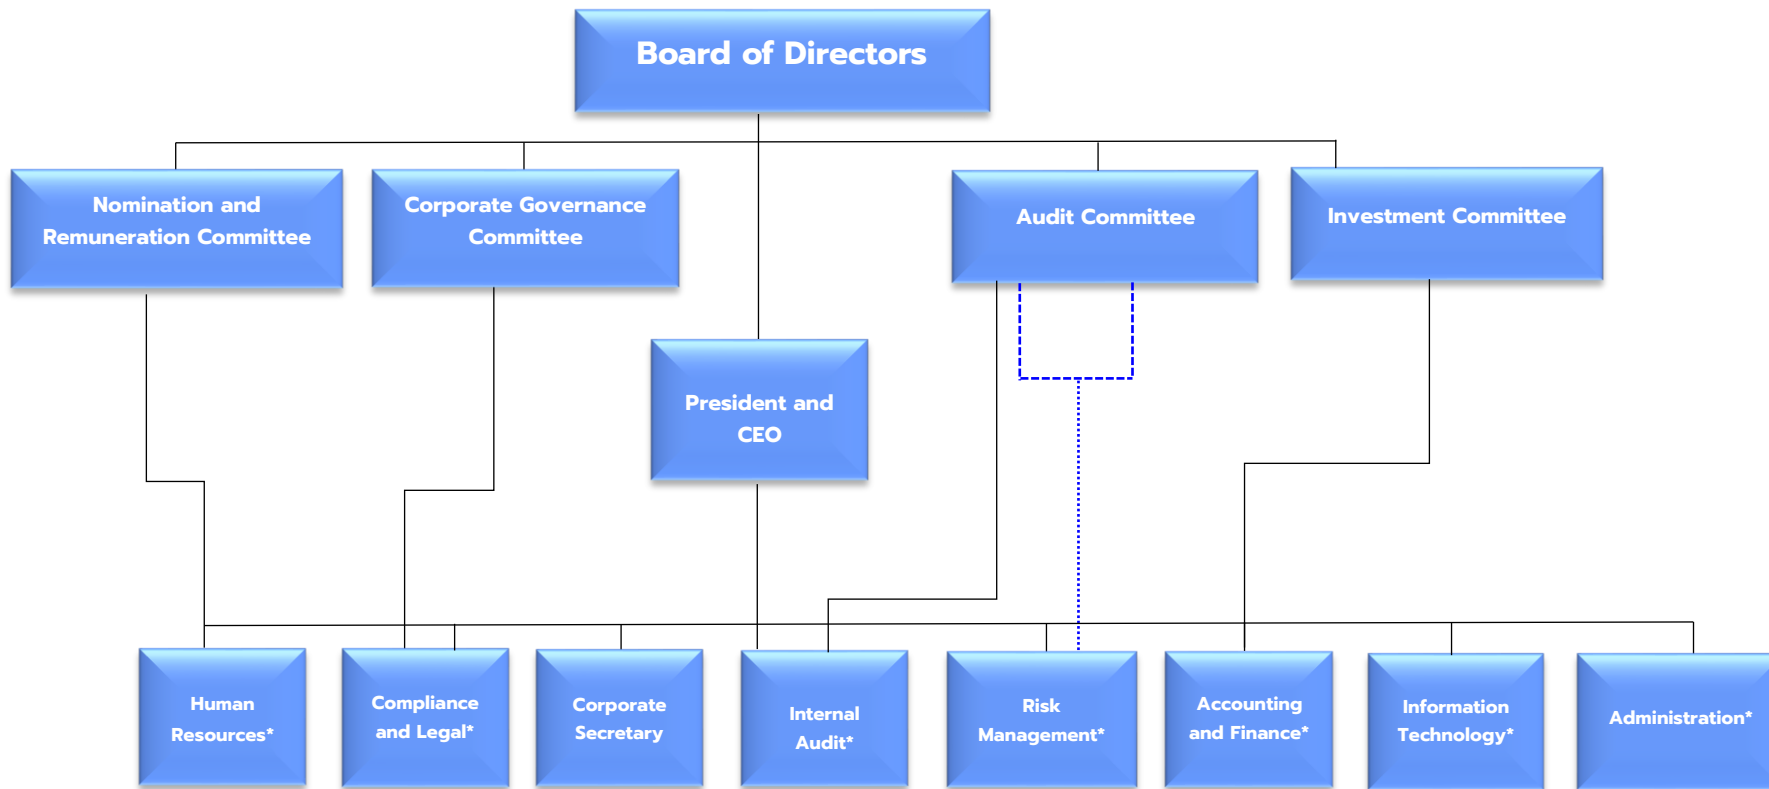 Board of Directors
Nomination and
Remuneration Committee
Corporate Governance
Committee
Audit Committee
Investment Committee
President and
CEO
Human
Resources*
Compliance
and Legal*
Corporate
Secretary
Internal
Audit*
Risk
Management*
Accounting
and Finance*
Information
Technology*
Administration*